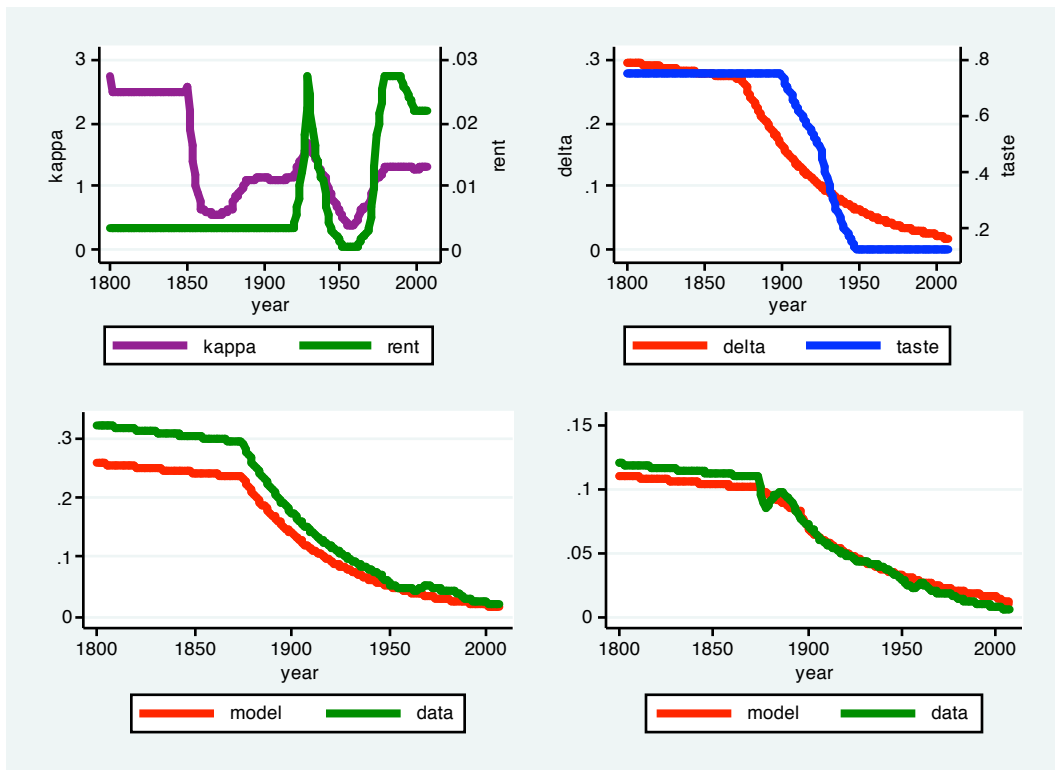 3
2
1
0
kappa
.03
.02
.01
0
rent
1800 1850 1900 1950 2000
year
kappa rent
.3
.2
.1
0
delta
.8
.6
.4
.2
taste
1800 1850 1900 1950 2000
year
delta taste
.3
.2
.1
0
1800 1850 1900 1950 2000
year
model data
.15
.1
.05
0
1800 1850 1900 1950 2000
year
model data